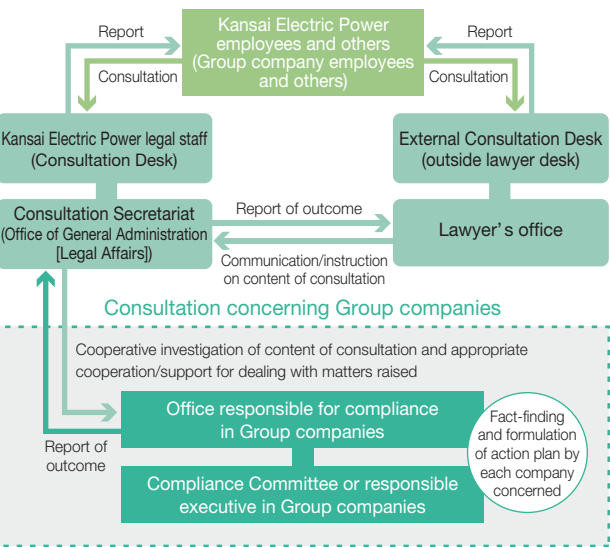 Kansai Electric Power
employees and others
(Group company employees
and others)
Report
Consultation
Report
Consultation
Kansai Electric Power legal staff
(Consultation Desk)
External Consultation Desk
(outside lawyer desk)
Consultation Secretariat
(Office of General Administration
[Legal Affairs])
Report of outcome
Communication/instruction
on content of consultation
Lawyer's office
Consultation concerning Group companies
Cooperative investigation of content of consultation and appropriate
cooperation/support for dealing with matters raised
Report of
outcome
Office responsible for compliance
in Group companies
Compliance Committee or responsible
executive in Group companies
Fact-finding
and formulation
of action plan by
each company
concerned